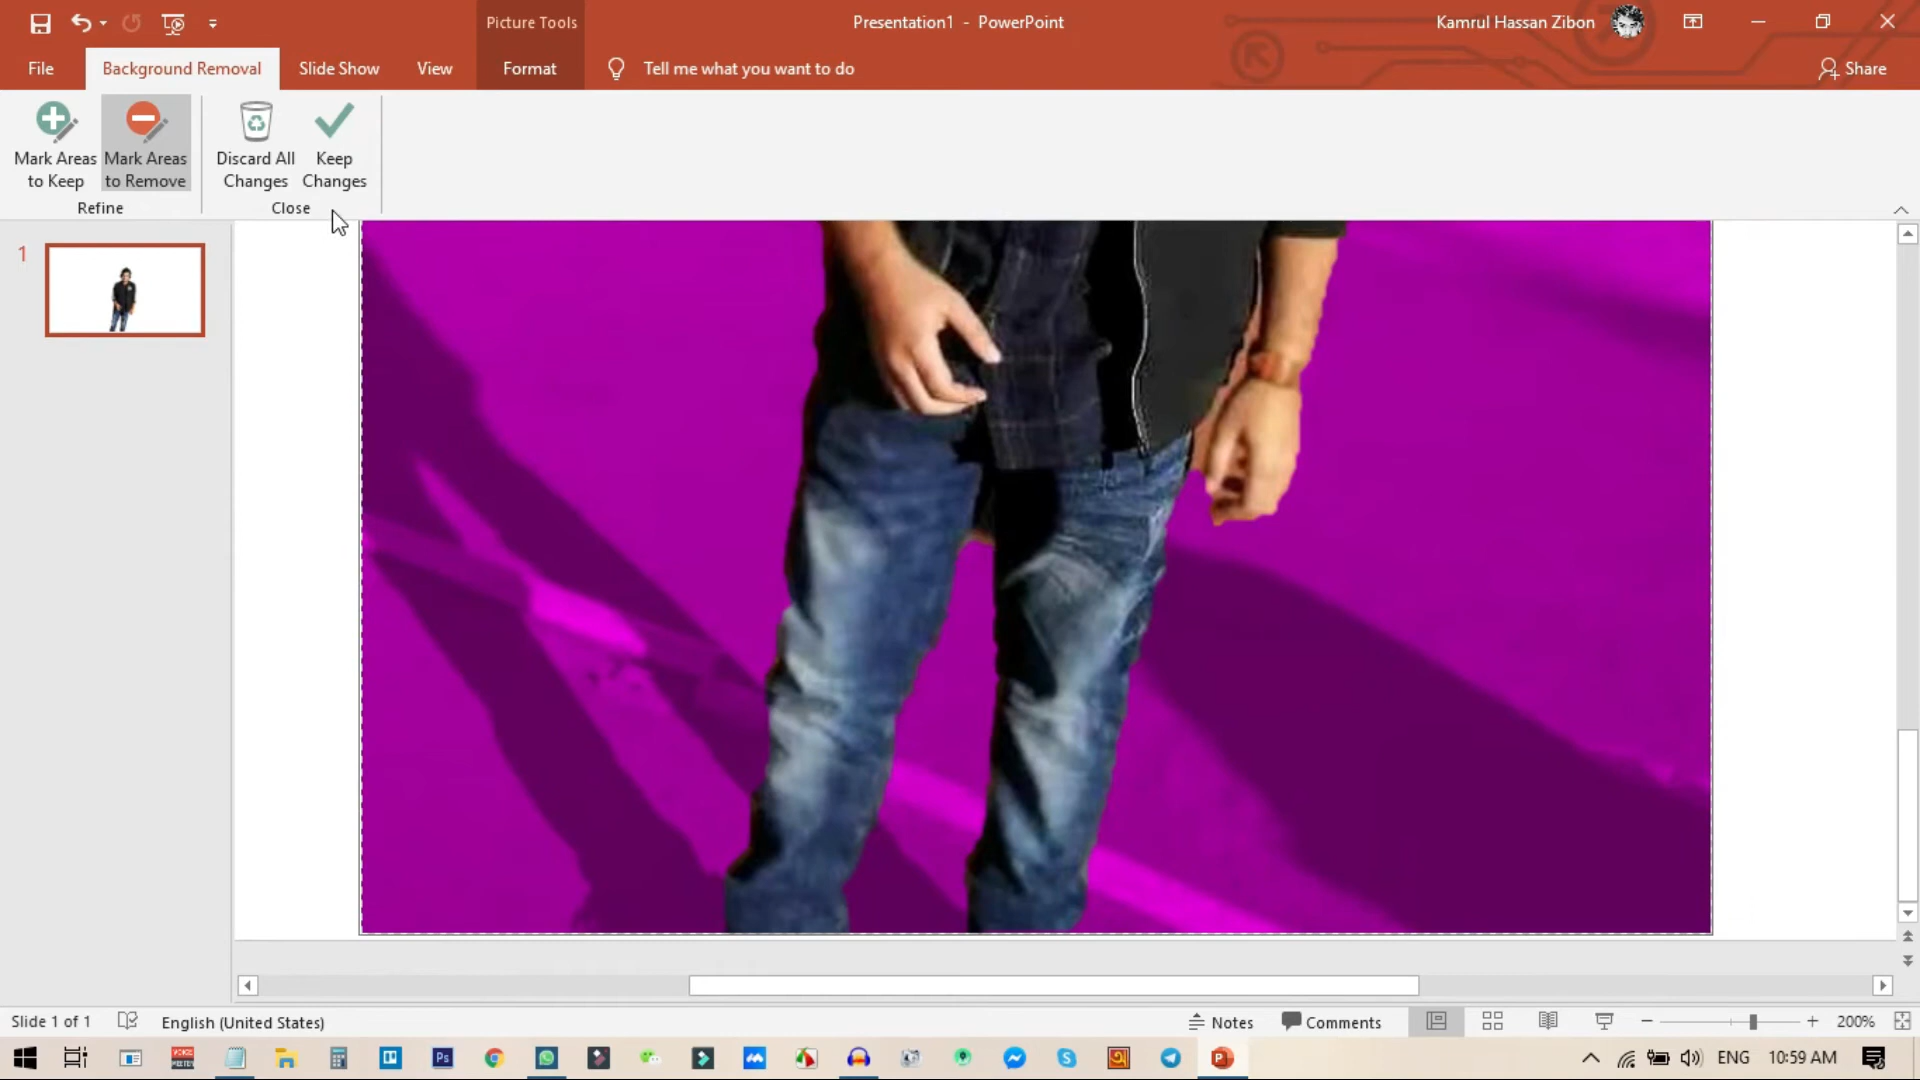 Picture Tools
Presentation1 - PowerPoint
Kamrul Hassan Zibon
File
Background Removal
Slide Show
View
Format
Tell me what you want to do
Share
Mark Areas to Keep
Mark Areas to Remove
Discard All Changes
Keep Changes
Refine
Close
1
Slide 1 of 1
English (United States)
Notes
Comments
200%
Ps
ENG
10:59 AM